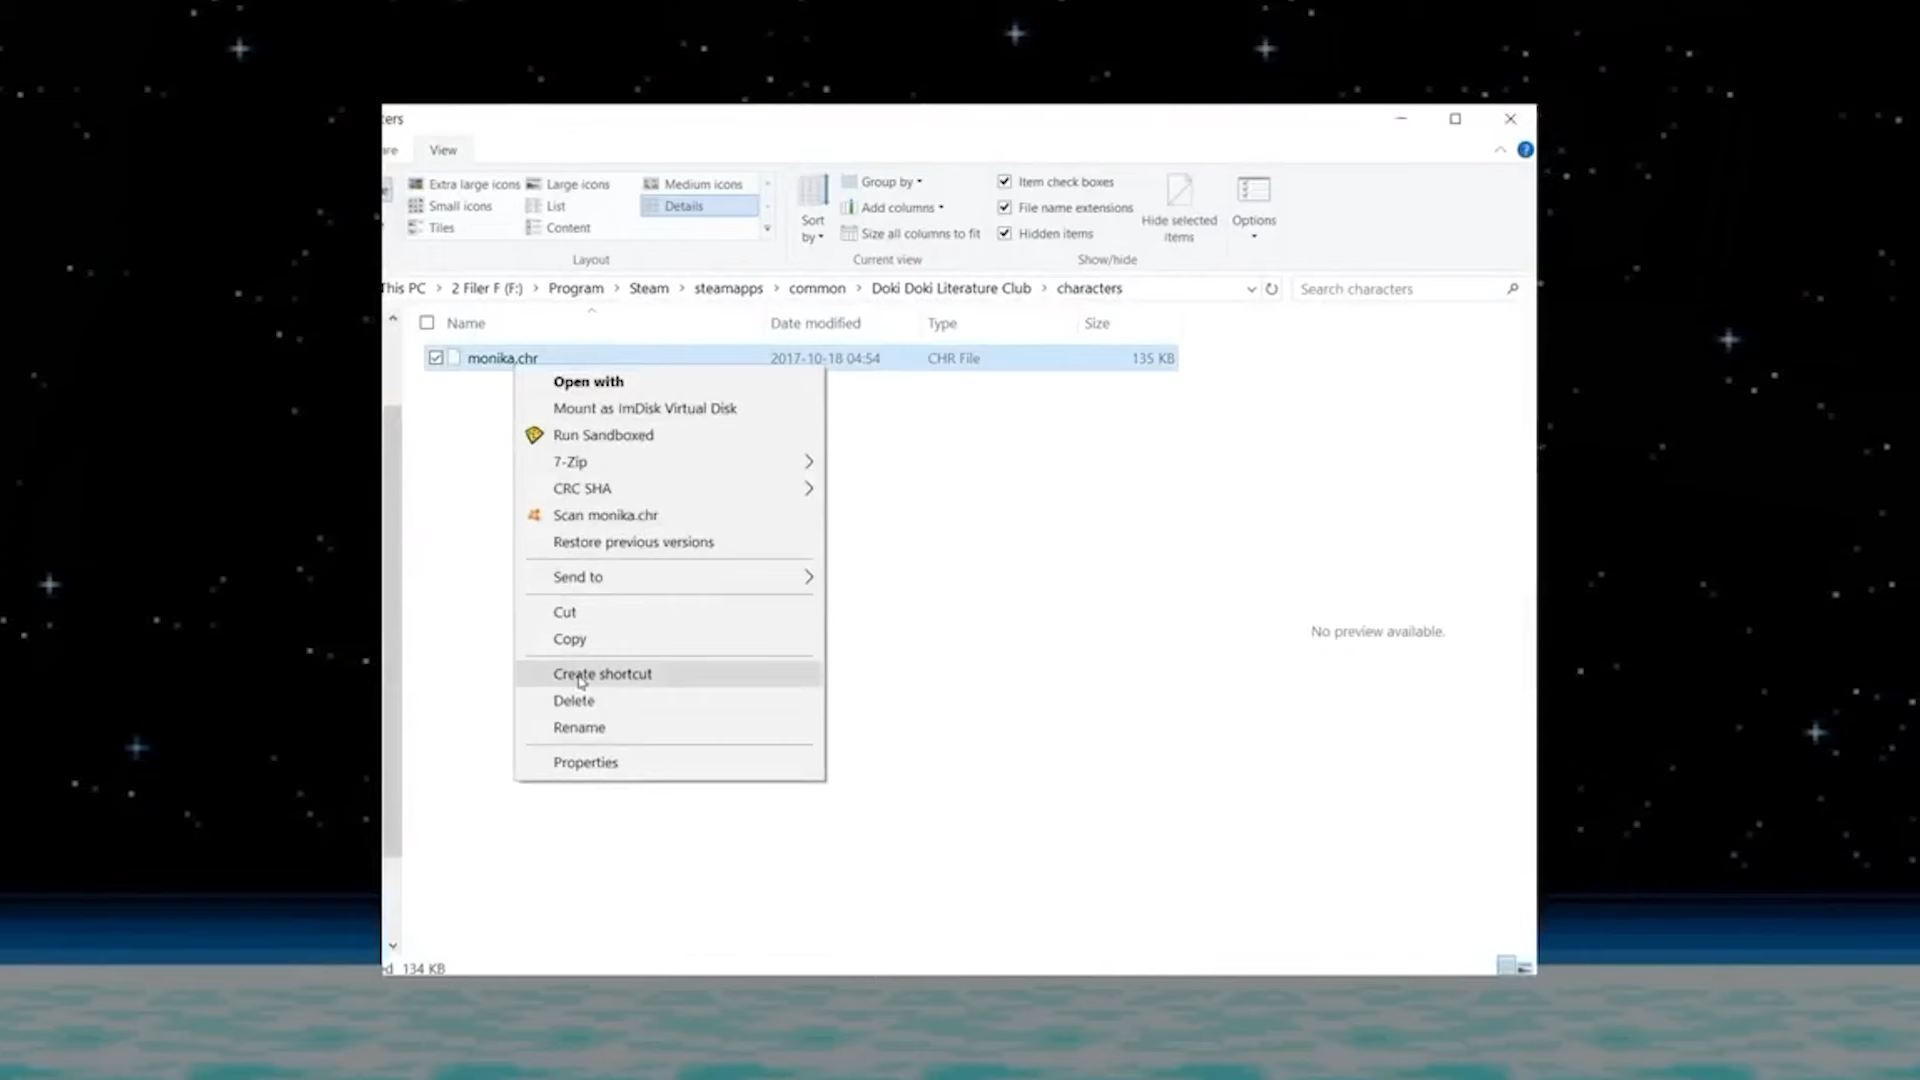 ters
are View
Extra large icons Large icons Medium icons
Small icons List Details
Tiles Content
Layout
Sort by
Group by
Add columns
Size all columns to fit
Current view
Item check boxes
File name extensions
Hidden items
Hide selected items
Show/hide
Options
This PC > 2 Filer F (F:) > Program > Steam > steamapps > common > Doki Doki Literature Club > characters
Search characters
Name Date modified Type Size
monika.chr 2017-10-18 04:54 CHR File 135 KB
Open with
Mount as ImDisk Virtual Disk
Run Sandboxed
7-Zip
CRC SHA
Scan monika.chr
Restore previous versions
Send to
Cut
Copy
Create shortcut
Delete
Rename
Properties
No preview available.
d 134 KB